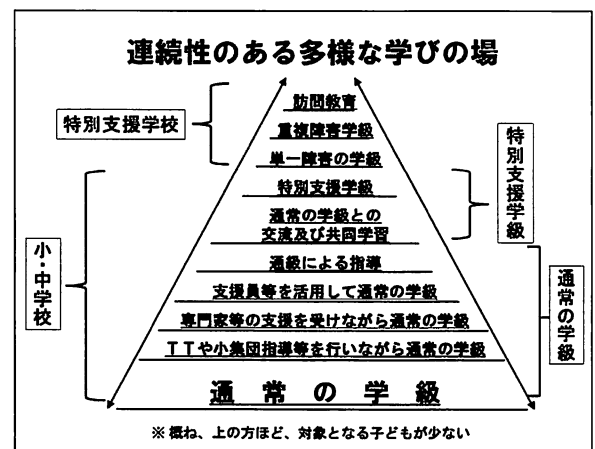 連続性のある多様な学びの場
訪問教育
重複障害学級
単一障害の学級
特別支援学級
通常の学級との
交流及び共同学習
通級による指導
支援員等を活用して通常の学級
専門家等の支援を受けながら通常の学級
TTや小集団指導等を行いながら通常の学級
通常の学級
特別支援学校
小・中学校
特別支援学級
通常の学級
※概ね、上の方ほど、対象となる子どもが少ない